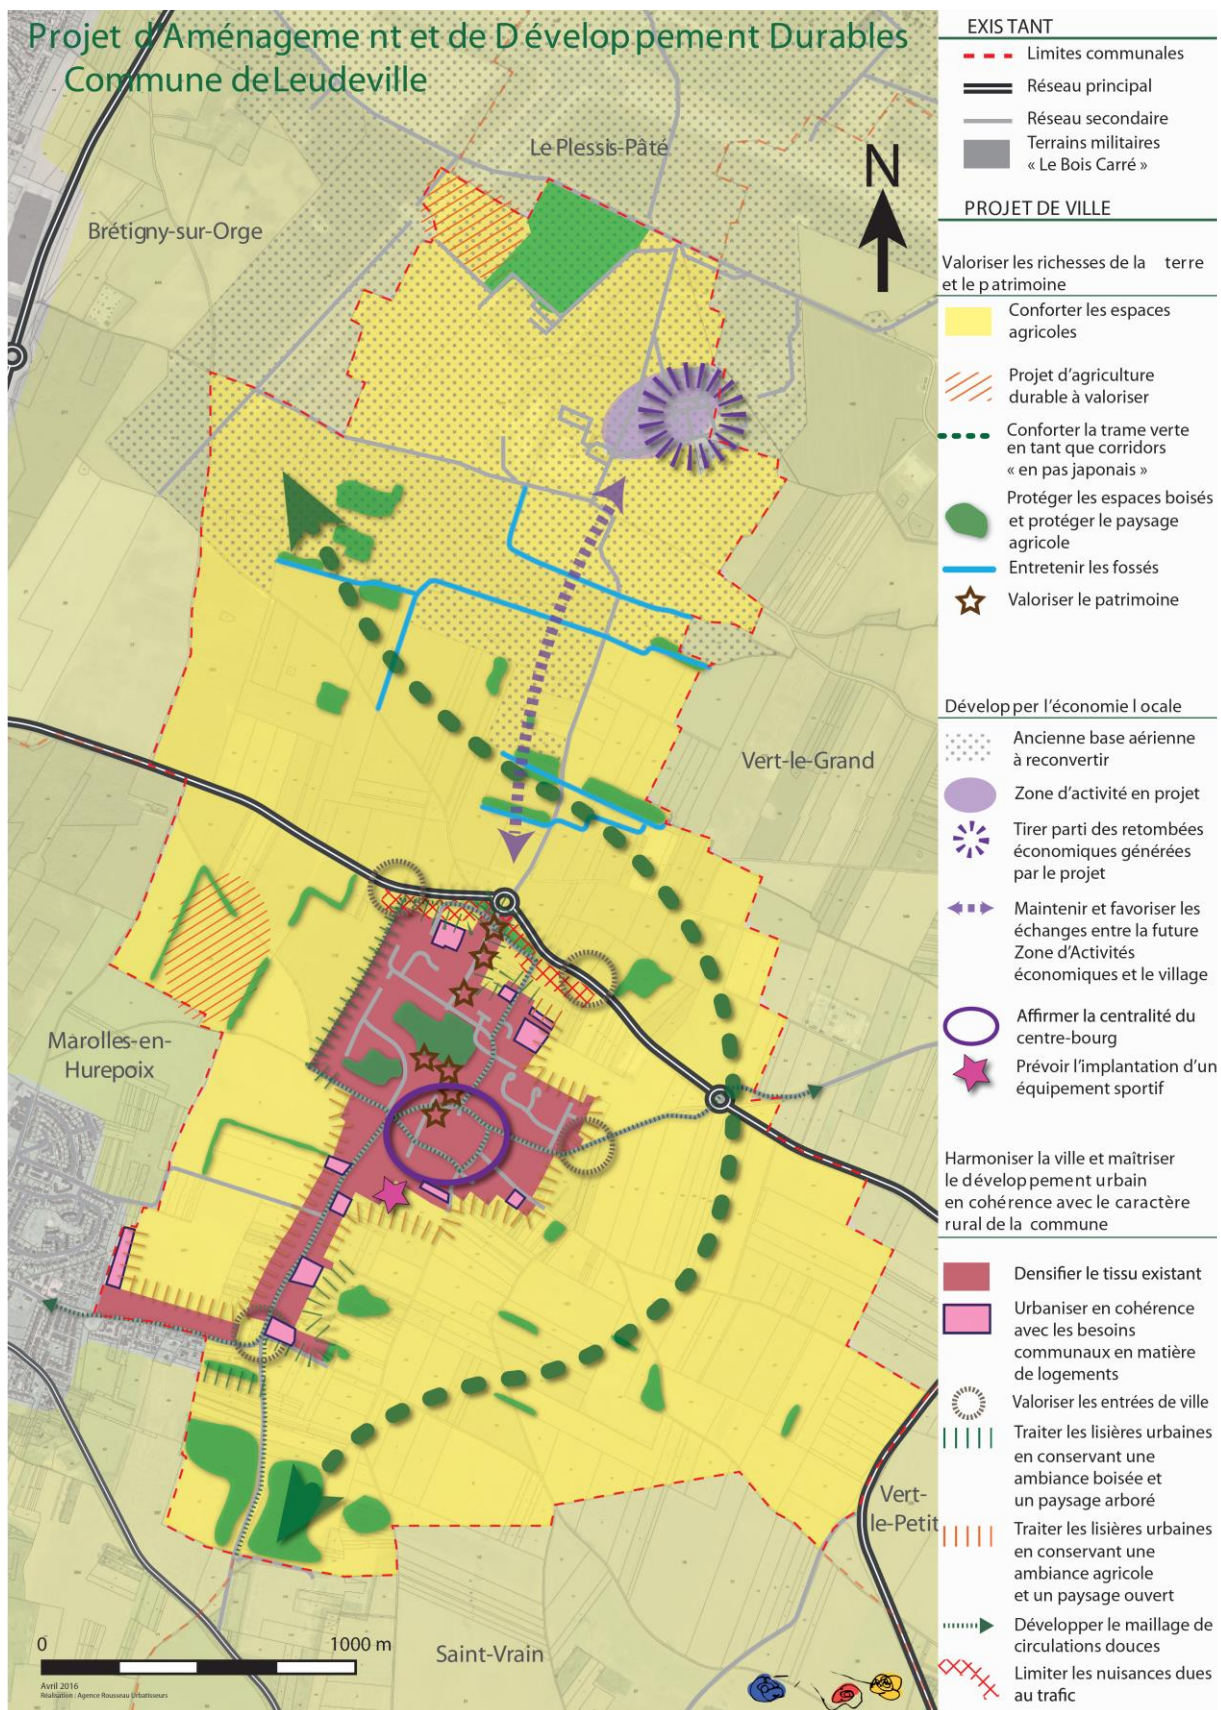 Projet d'Aménagement et de Développement Durables
Commune de Leudeville
Le Plessis-Pâté
Brétigny-sur-Orge
N
Vert-le-Grand
Marolles-en-
Hurepoix
Vert-
le-Petit
Saint-Vrain
0
1000 m
Avril 2016
Réalisation : Agence Rousseau Urbatisseurs
EXISTANT
Limites communales
Réseau principal
Réseau secondaire
Terrains militaires
« Le Bois Carré »
PROJET DE VILLE
Valoriser les richesses de la terre
et le patrimoine
Conforter les espaces
agricoles
Projet d'agriculture
durable à valoriser
Conforter la trame verte
en tant que corridors
« en pas japonais »
Protéger les espaces boisés
et protéger le paysage
agricole
Entretenir les fossés
Valoriser le patrimoine
Développer l'économie locale
Ancienne base aérienne
à reconvertir
Zone d'activité en projet
Tirer parti des retombées
économiques générées
par le projet
Maintenir et favoriser les
échanges entre la future
Zone d'Activités
économiques et le village
Affirmer la centralité du
centre-bourg
Prévoir l'implantation d'un
équipement sportif
Harmoniser la ville et maîtriser
le développement urbain
en cohérence avec le caractère
rural de la commune
Densifier le tissu existant
Urbaniser en cohérence
avec les besoins
communaux en matière
de logements
Valoriser les entrées de ville
Traiter les lisières urbaines
en conservant une
ambiance boisée et
un paysage arboré
Traiter les lisières urbaines
en conservant une
ambiance agricole
et un paysage ouvert
Développer le maillage de
circulations douces
Limiter les nuisances dues
au trafic